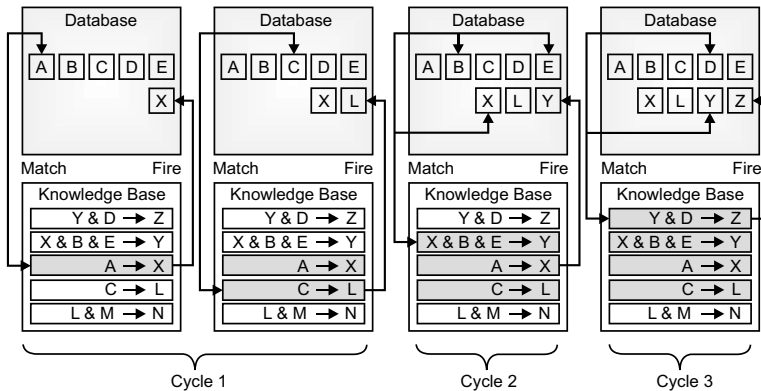 Database
A B C D E
X
Match Fire
Knowledge Base
Y & D → Z
X & B & E → Y
A → X
C → L
L & M → N
Database
A B C D E
X L
Match Fire
Knowledge Base
Y & D → Z
X & B & E → Y
A → X
C → L
L & M → N
Cycle 1
Database
A B C D E
X L Y
Match Fire
Knowledge Base
Y & D → Z
X & B & E → Y
A → X
C → L
L & M → N
Cycle 2
Database
A B C D E
X L Y Z
Match Fire
Knowledge Base
Y & D → Z
X & B & E → Y
A → X
C → L
L & M → N
Cycle 3